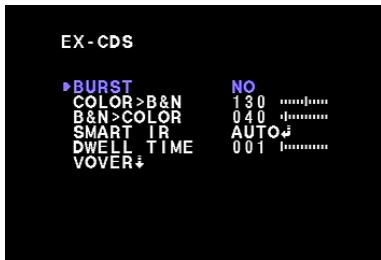 EX-CDS
BURST NO
COLOR>B&N 130
B&N>COLOR 040
SMART IR AUTO↲
DWELL TIME 001
VOVER↓